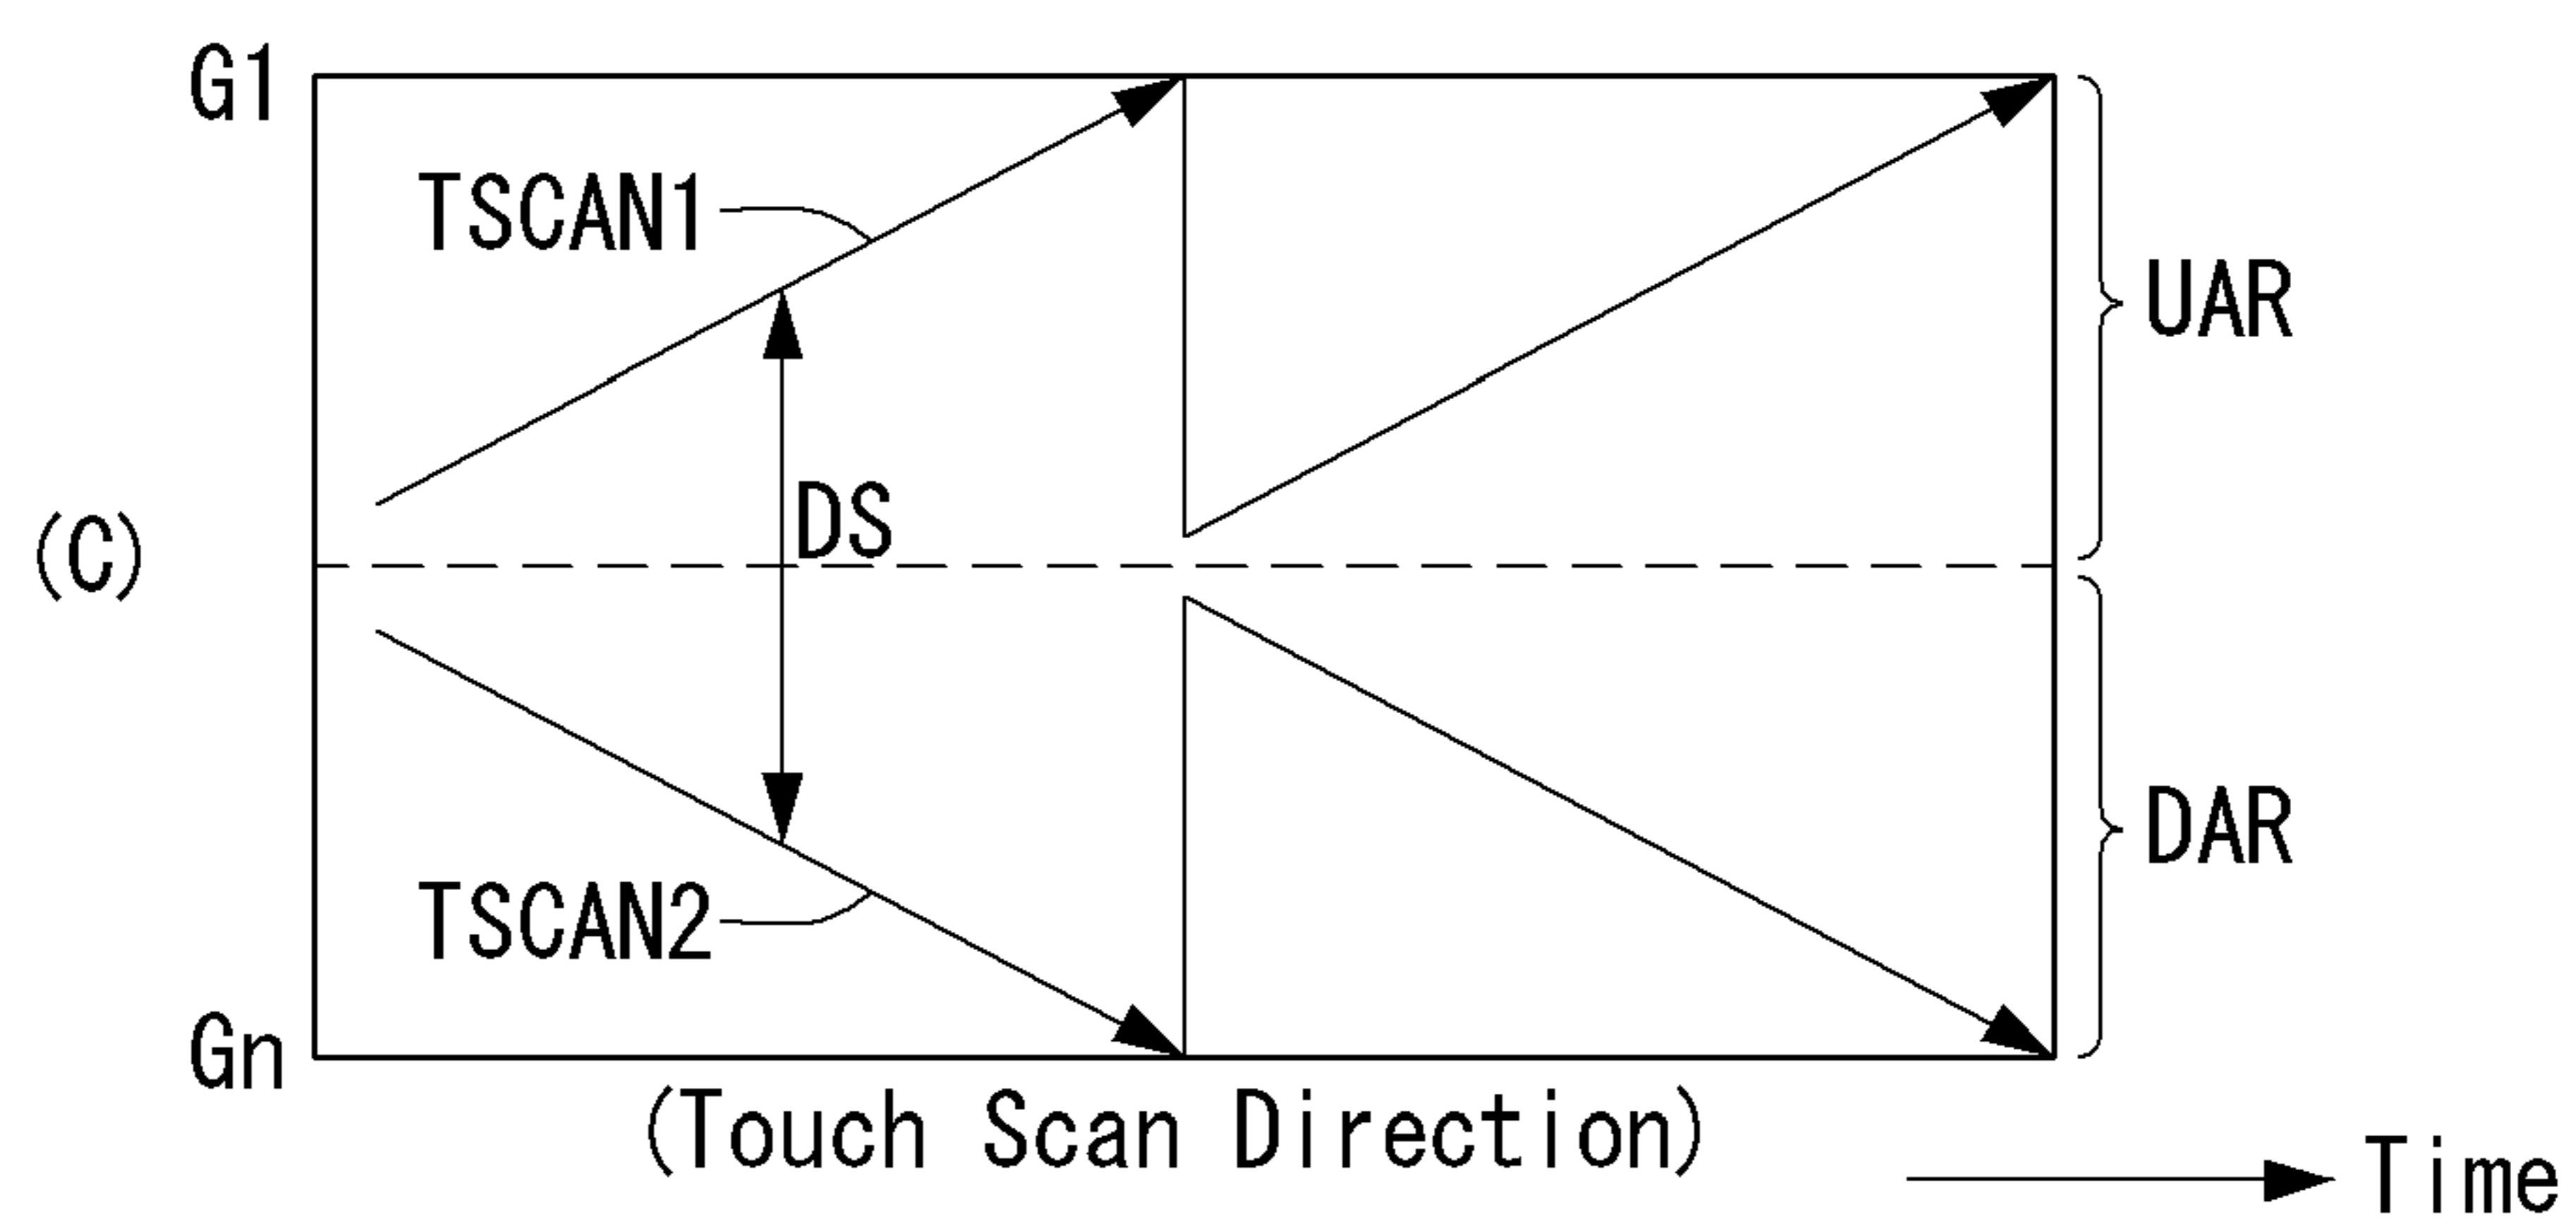 G1
TSCAN1
UAR
DS
(C)
DAR
TSCAN2
Gn
(Touch Scan Direction)
Time